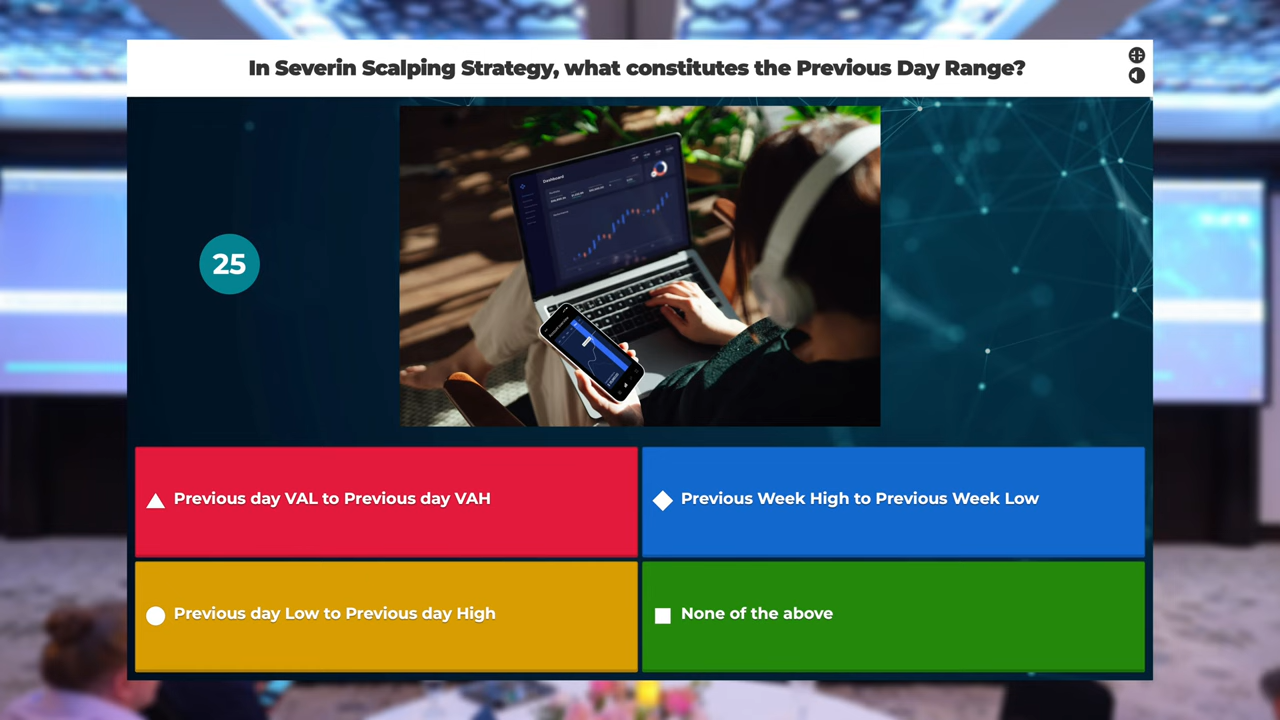 In Severin Scalping Strategy, what constitutes the Previous Day Range?
25
Dashboard
Previous day VAL to Previous day VAH
Previous Week High to Previous Week Low
Previous day Low to Previous day High
None of the above